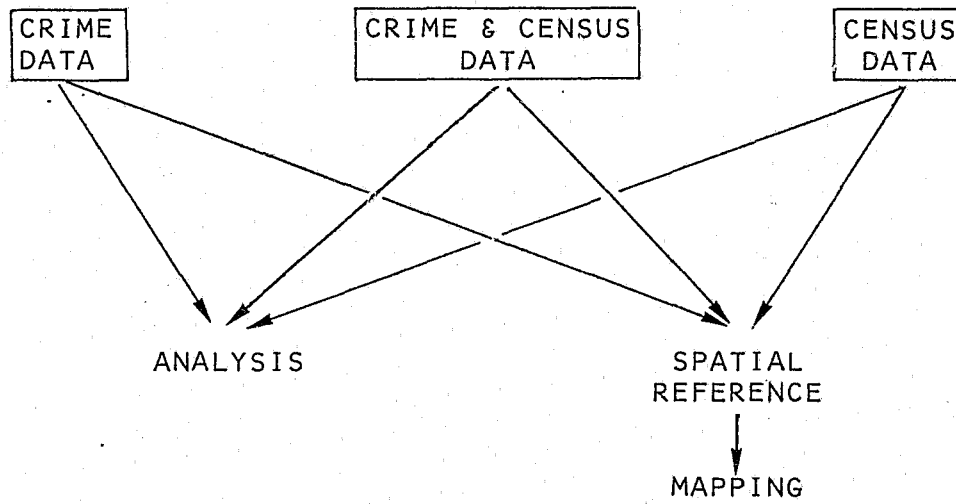 CRIME
DATA
CRIME & CENSUS
DATA
CENSUS
DATA
ANALYSIS
SPATIAL
REFERENCE
MAPPING